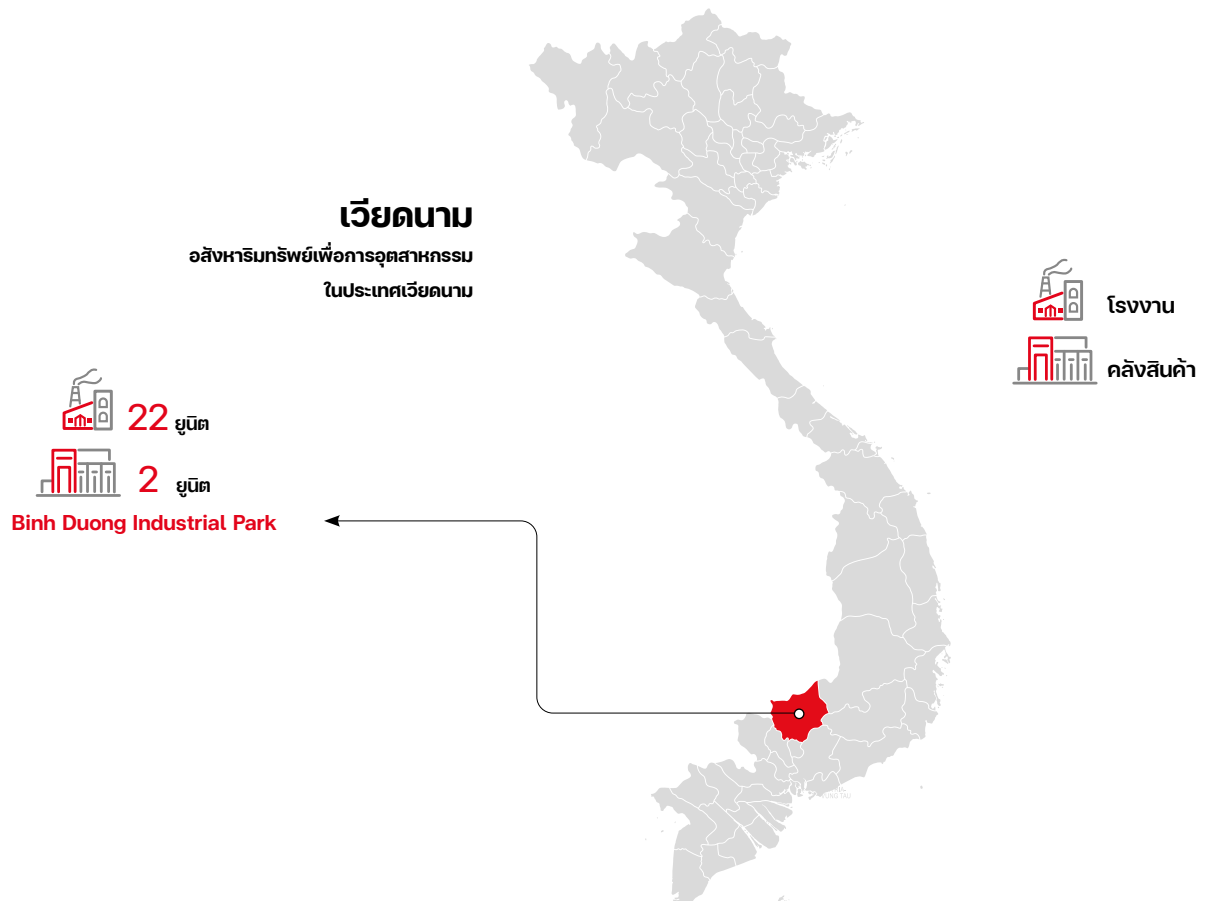 เวียดนาม
อสังหาริมทรัพย์เพื่อการอุตสาหกรรม
ในประเทศเวียดนาม
โรงงาน
คลังสินค้า
22 ยูนิต
2 ยูนิต
Binh Duong Industrial Park
VUNG TAU